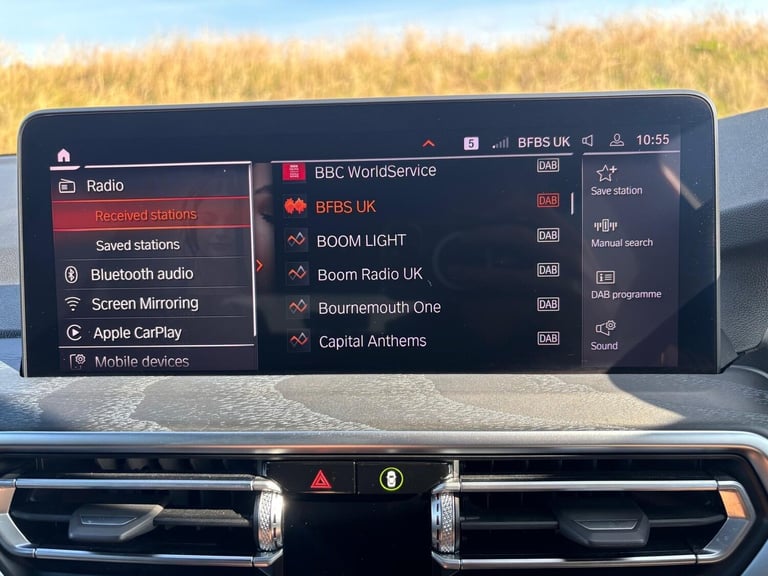 5 BFBS UK 10:55
Radio
Received stations
Saved stations
Bluetooth audio
Screen Mirroring
Apple CarPlay
Mobile devices
BBC WorldService DAB
BFBS UK DAB
BOOM LIGHT DAB
Boom Radio UK DAB
Bournemouth One DAB
Capital Anthems DAB
Save station
Manual search
DAB programme
Sound